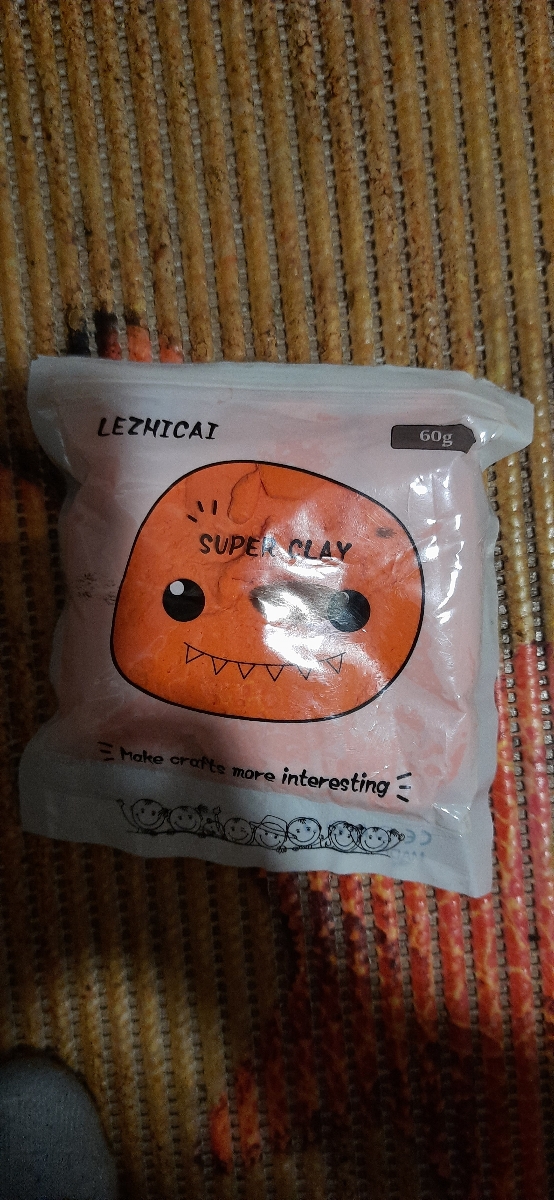 LEZHICAI
60g
SUPER CLAY
Make crafts more interesting